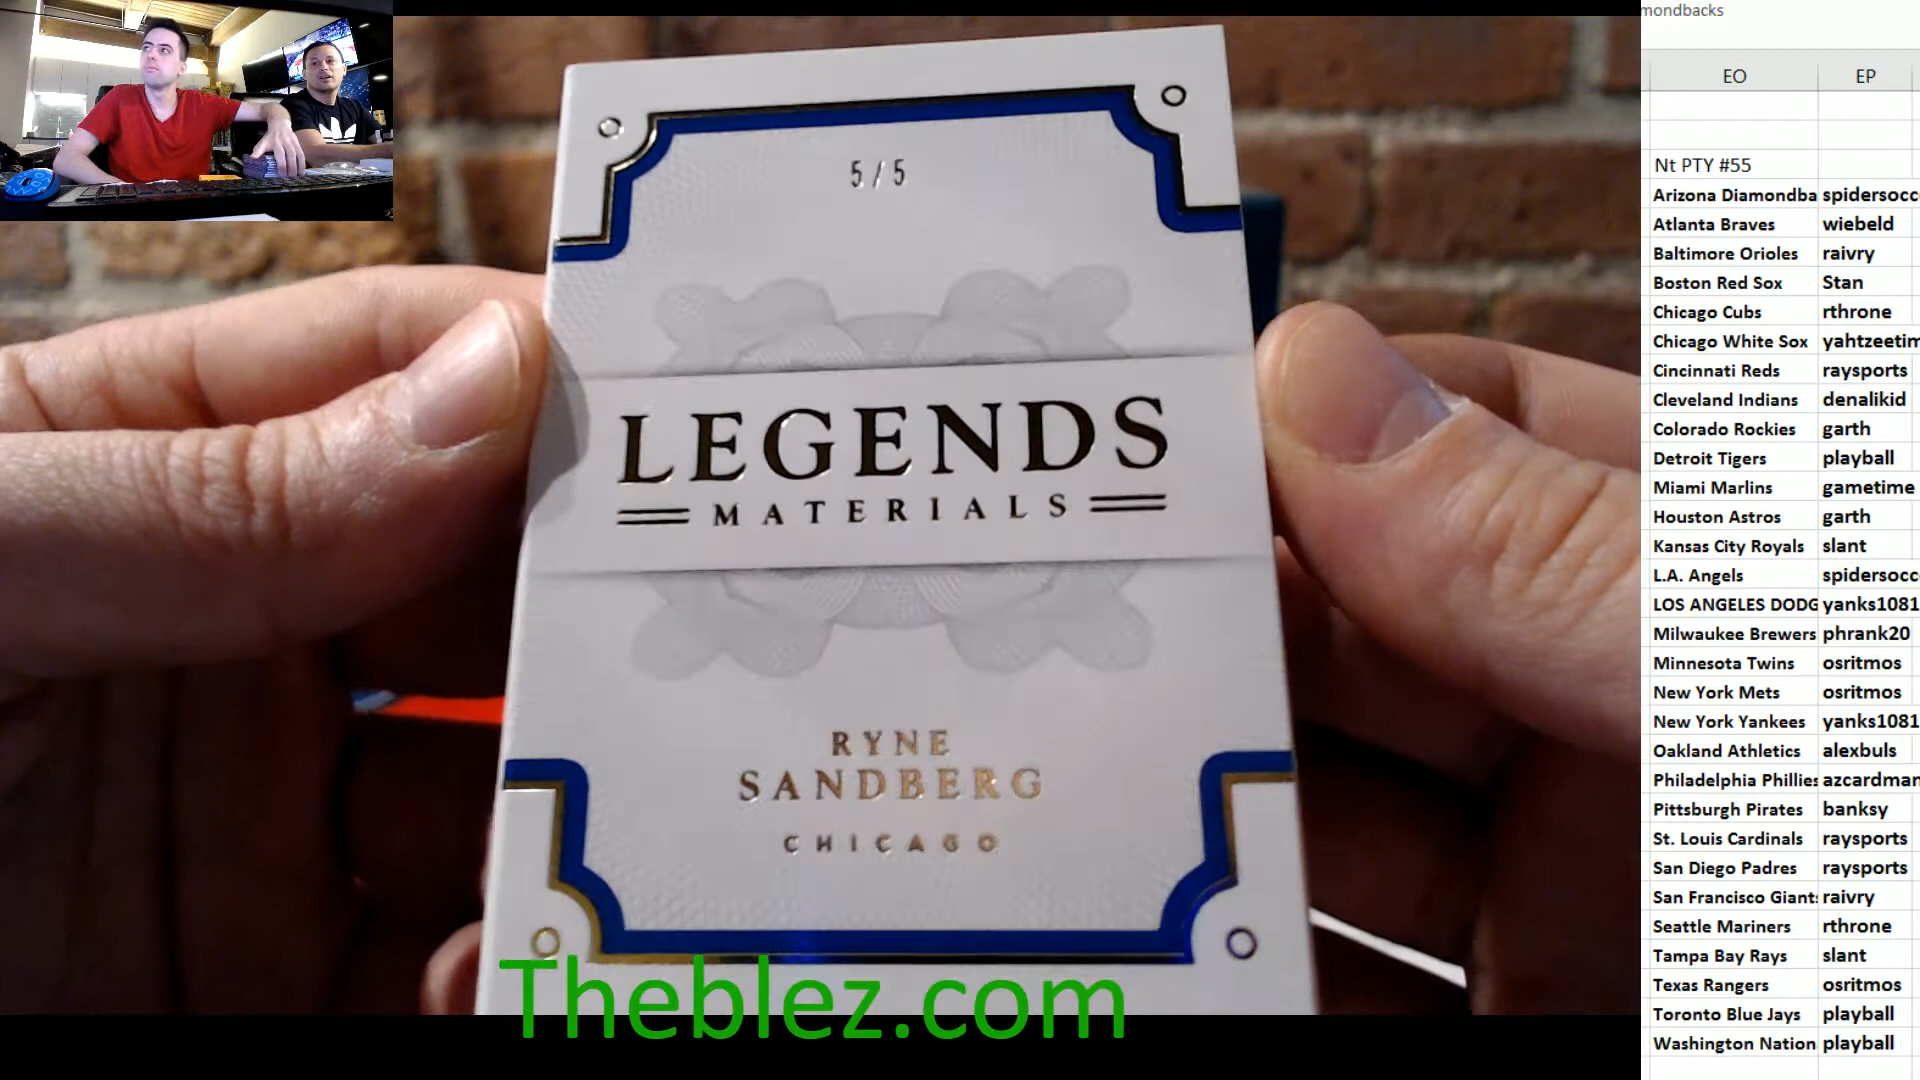 mondbacks
EO EP
5/5
LEGENDS
MATERIALS
RYNE
SANDBERG
CHICAGO
Theblez.com
Nt PTY #55
Arizona Diamondba spidersocc
Atlanta Braves wiebeld
Baltimore Orioles raivry
Boston Red Sox Stan
Chicago Cubs rthrone
Chicago White Sox yahtzeetim
Cincinnati Reds raysports
Cleveland Indians denalikid
Colorado Rockies garth
Detroit Tigers playball
Miami Marlins gametime
Houston Astros garth
Kansas City Royals slant
L.A. Angels spidersocc
LOS ANGELES DODG yanks1081
Milwaukee Brewers phrank20
Minnesota Twins osritmos
New York Mets osritmos
New York Yankees yanks1081
Oakland Athletics alexbuls
Philadelphia Phillies azcardman
Pittsburgh Pirates banksy
St. Louis Cardinals raysports
San Diego Padres raysports
San Francisco Giants raivry
Seattle Mariners rthrone
Tampa Bay Rays slant
Texas Rangers osritmos
Toronto Blue Jays playball
Washington Nation playball